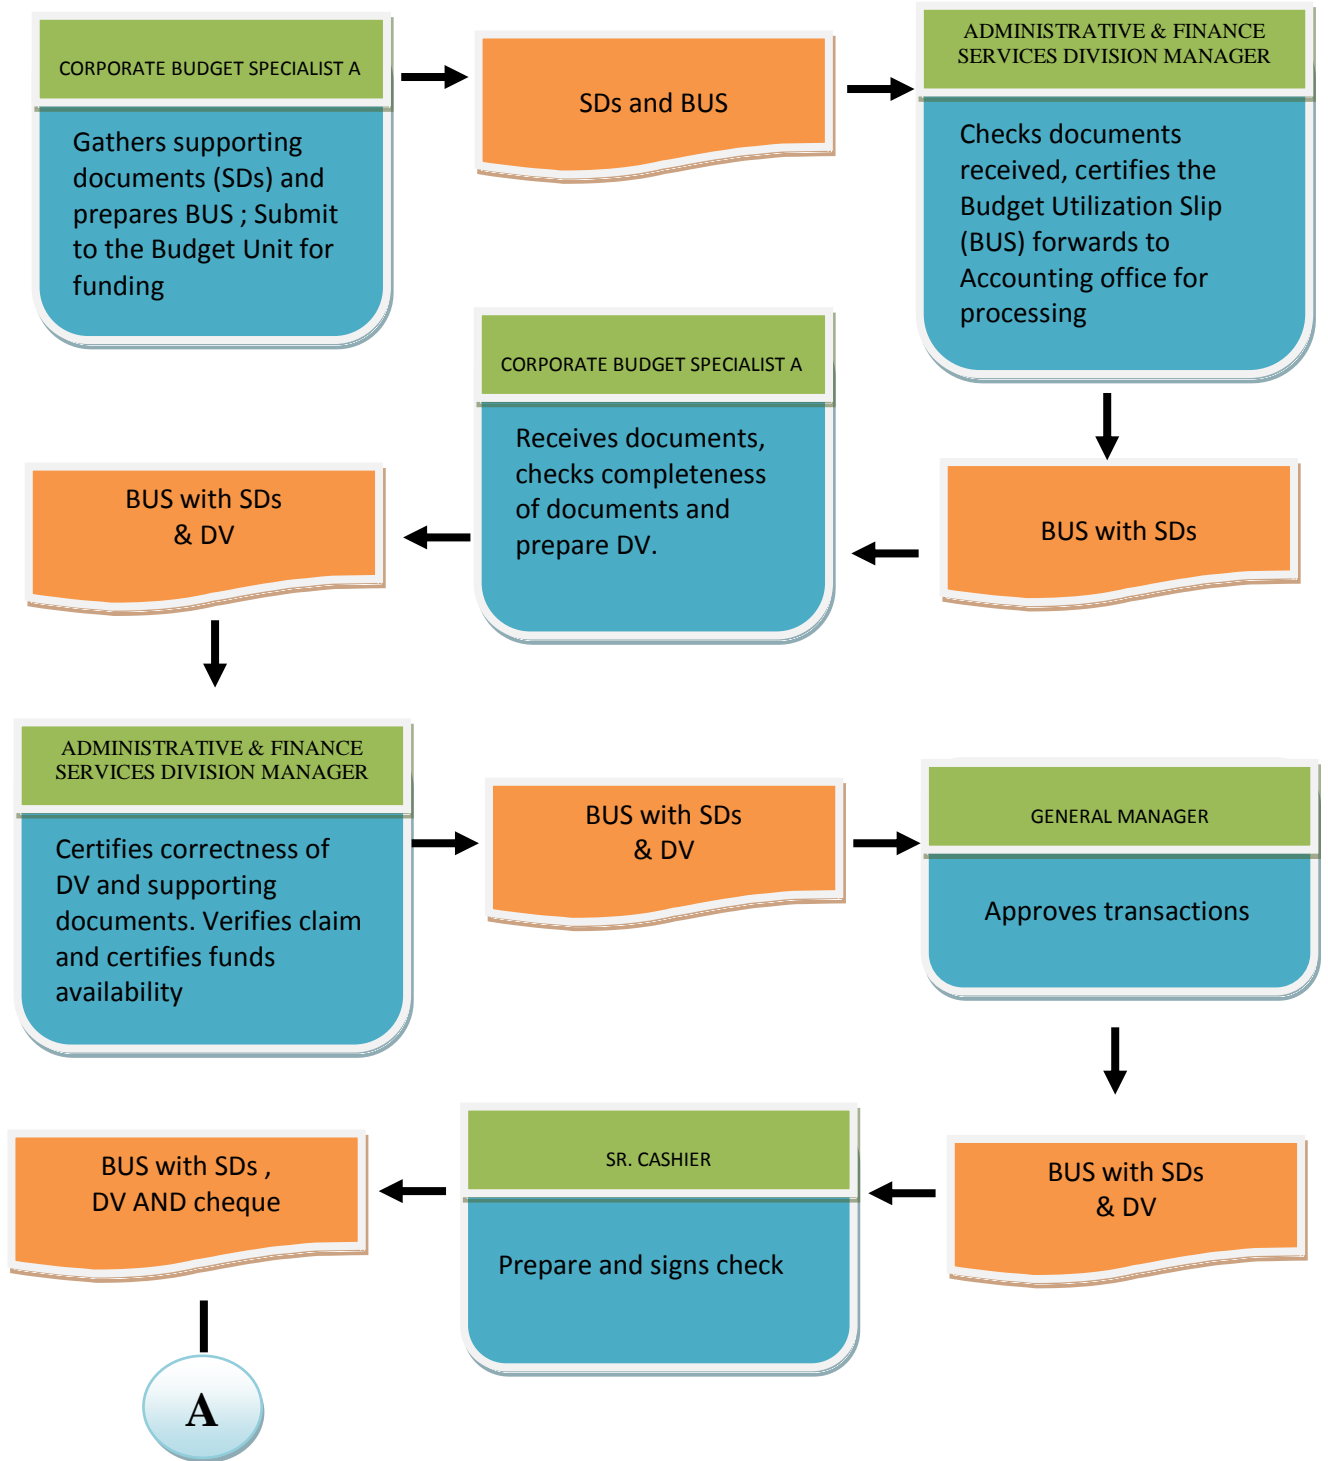 CORPORATE BUDGET SPECIALIST A
Gathers supporting
documents (SDs) and
prepares BUS ; Submit
to the Budget Unit for
funding
SDs and BUS
ADMINISTRATIVE & FINANCE
SERVICES DIVISION MANAGER
Checks documents
received, certifies the
Budget Utilization Slip
(BUS) forwards to
Accounting office for
processing
BUS with SDs
CORPORATE BUDGET SPECIALIST A
Receives documents,
checks completeness
of documents and
prepare DV.
BUS with SDs
& DV
ADMINISTRATIVE & FINANCE
SERVICES DIVISION MANAGER
Certifies correctness of
DV and supporting
documents. Verifies claim
and certifies funds
availability
BUS with SDs
& DV
GENERAL MANAGER
Approves transactions
BUS with SDs
& DV
SR. CASHIER
Prepare and signs check
BUS with SDs ,
DV AND cheque
A